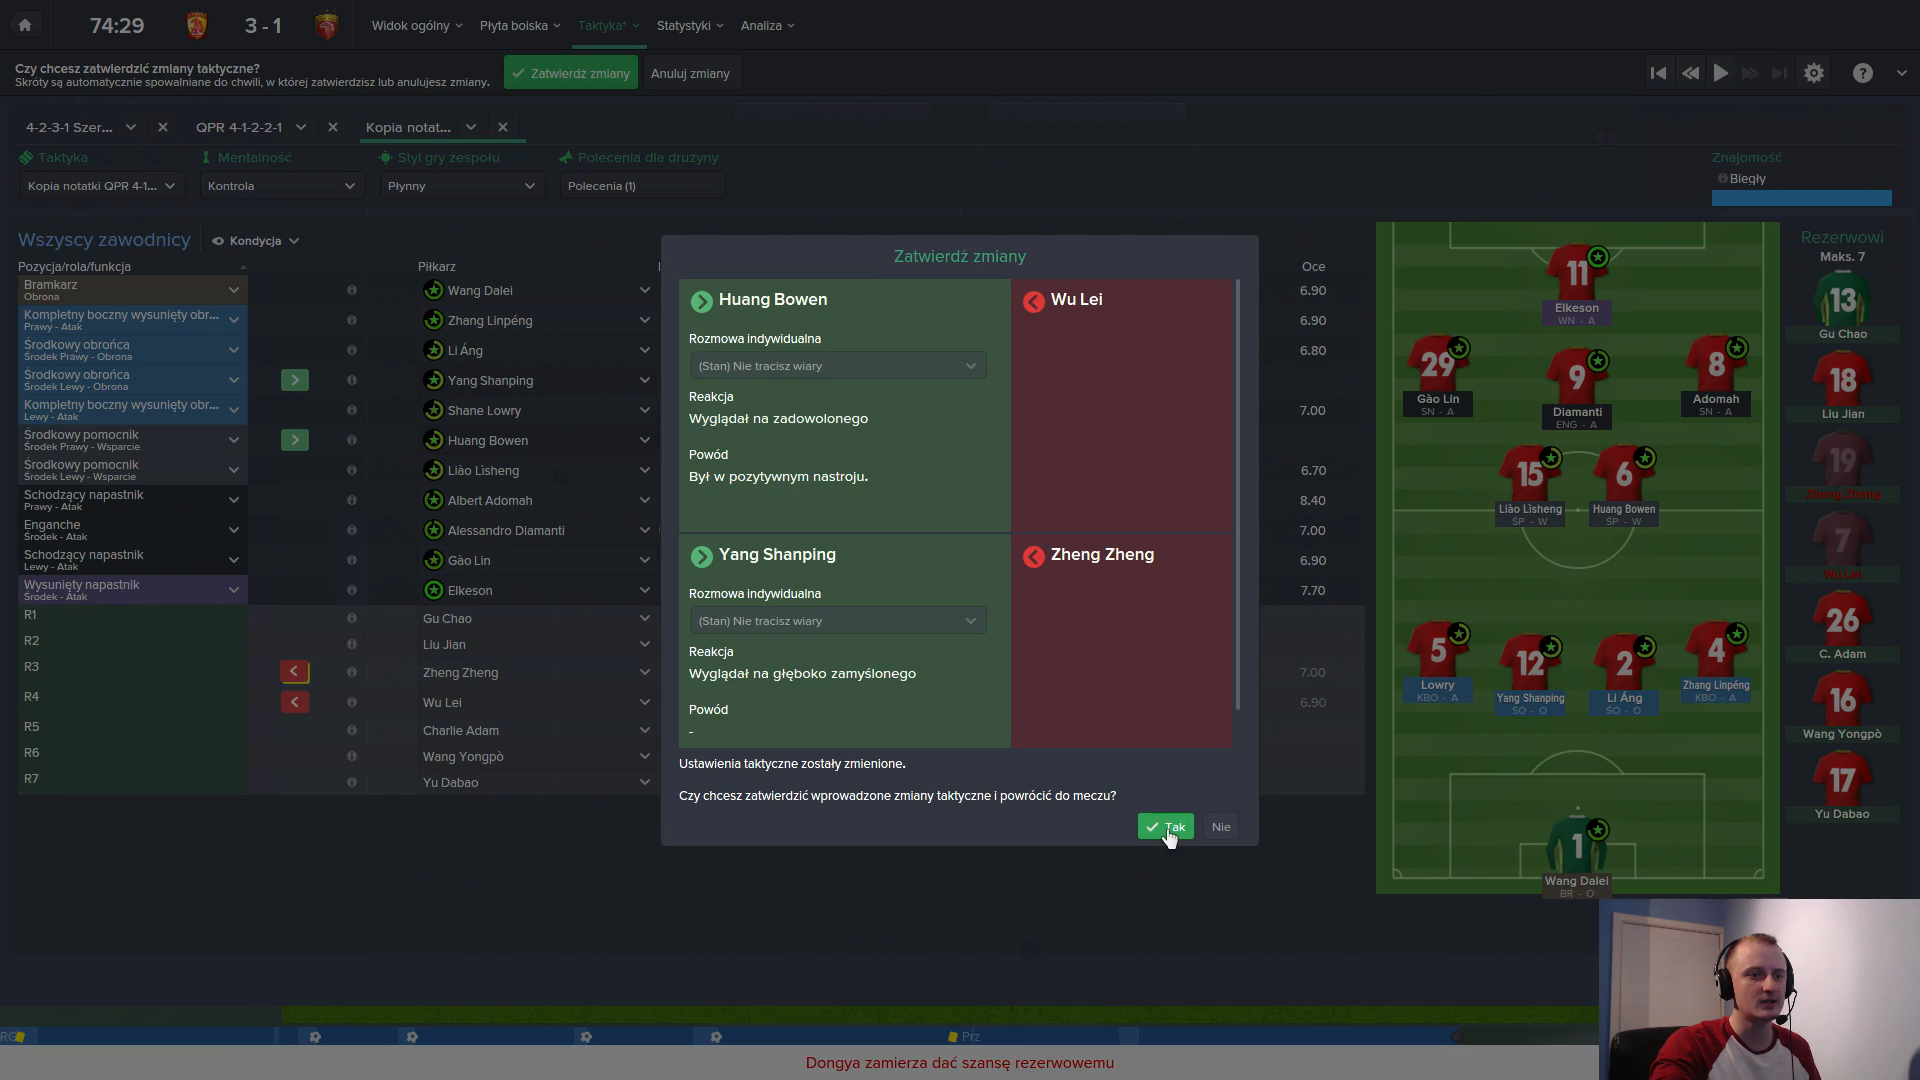 74:29
3 - 1
Widok ogólny
Płyta boiska
Taktyka*
Statystyki
Analiza
Czy chcesz zatwierdzić zmiany taktyczne?
Skróty są automatycznie spowalniane do chwili, w której zatwierdzisz lub anulujesz zmiany.
Zatwierdź zmiany
Anuluj zmiany
4-2-3-1 Szer...
QPR 4-1-2-2-1
Kopia notat...
Taktyka
Mentalność
Styl gry zespołu
Polecenia dla drużyny
Kopia notatki QPR 4-1...
Kontrola
Płynny
Polecenia (1)
Znajomość
Biegły
Wszyscy zawodnicy
Kondycja
Pozycja/rola/funkcja
Piłkarz
Oce
Bramkarz
Obrona
Wang Dalei
6.90
Kompletny boczny wysunięty obr...
Prawy - Atak
Zhang Linpéng
6.90
Środkowy obrońca
Środek Prawy - Obrona
Li Áng
6.80
Środkowy obrońca
Środek Lewy - Obrona
Yang Shanping
Kompletny boczny wysunięty obr...
Lewy - Atak
Shane Lowry
7.00
Środkowy pomocnik
Środek Prawy - Wsparcie
Huang Bowen
Środkowy pomocnik
Środek Lewy - Wsparcie
Liào Lìsheng
6.70
Schodzący napastnik
Prawy - Atak
Albert Adomah
8.40
Enganche
Środek - Atak
Alessandro Diamanti
7.00
Schodzący napastnik
Lewy - Atak
Gào Lin
6.90
Wysunięty napastnik
Środek - Atak
Elkeson
7.70
R1
Gu Chao
R2
Liu Jian
R3
Zheng Zheng
7.00
R4
Wu Lei
6.90
R5
Charlie Adam
R6
Wang Yongpò
R7
Yu Dabao
Zatwierdź zmiany
Huang Bowen
Wu Lei
Rozmowa indywidualna
(Stan) Nie tracisz wiary
Reakcja
Wyglądał na zadowolonego
Powód
Był w pozytywnym nastroju.
Yang Shanping
Zheng Zheng
Rozmowa indywidualna
(Stan) Nie tracisz wiary
Reakcja
Wyglądał na głęboko zamyślonego
Powód
-
Ustawienia taktyczne zostały zmienione.
Czy chcesz zatwierdzić wprowadzone zmiany taktyczne i powrócić do meczu?
Tak
Nie
11
Elkeson
WN - A
29
Gào Lin
SN - A
9
Diamanti
ENG - A
8
Adomah
SN - A
15
Liào Lìsheng
ŚP - W
6
Huang Bowen
ŚP - W
5
Lowry
KBO - A
12
Yang Shanping
ŚO - O
2
Li Áng
ŚO - O
4
Zhang Linpéng
KBO - A
1
Wang Dalei
BR - O
Rezerwowi
Maks. 7
13
Gu Chao
18
Liu Jian
19
Zheng Zheng
7
Wu Lei
26
C. Adam
16
Wang Yongpò
17
Yu Dabao
Prz
Dongya zamierza dać szansę rezerwowemu